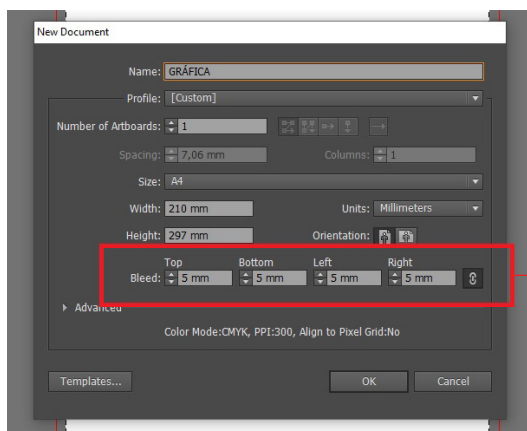 New Document
Name: GRÁFICA
Profile: [Custom]
Number of Artboards: 1
Spacing: 7,06 mm Columns: 1
Size: A4
Width: 210 mm Units: Millimeters
Height: 297 mm Orientation:
Top Bottom Left Right
Bleed: 5 mm 5 mm 5 mm 5 mm
Advanced
Color Mode:CMYK, PPI:300, Align to Pixel Grid:No
Templates... OK Cancel